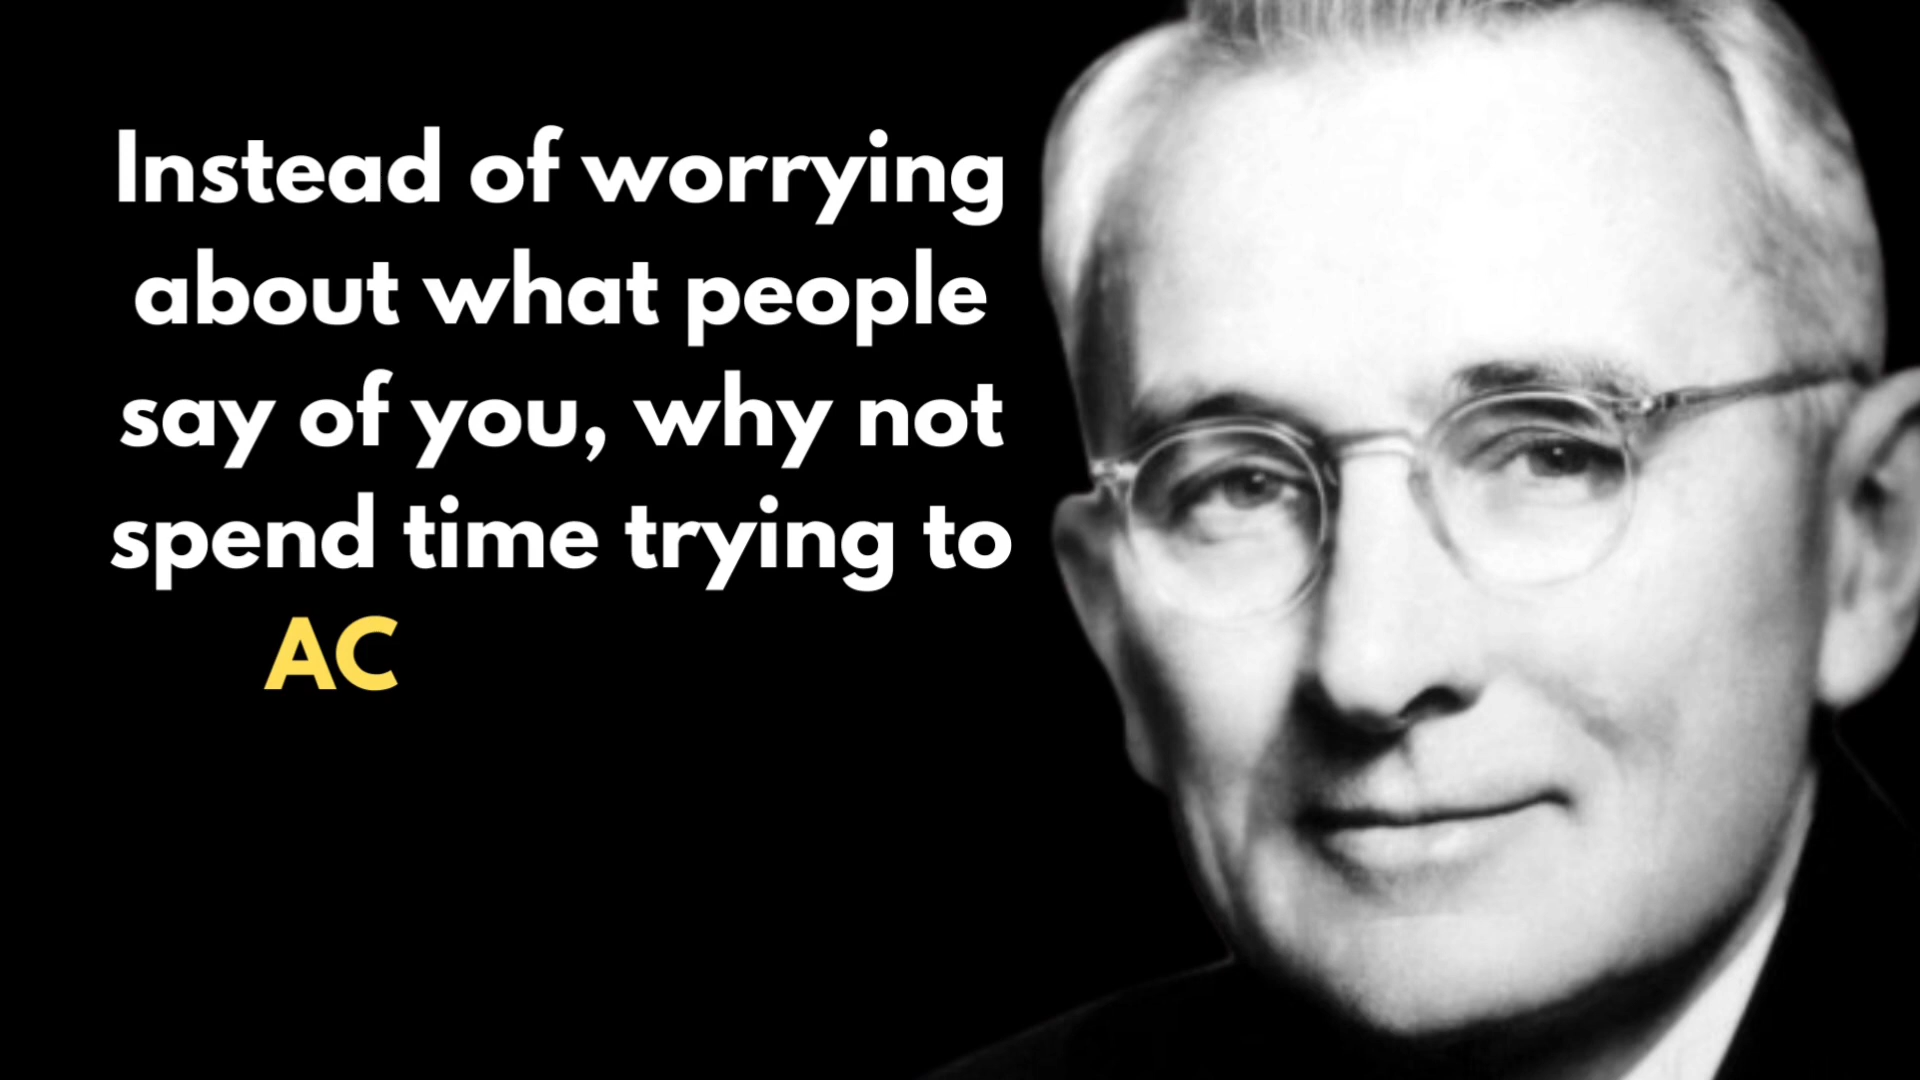 Instead of worrying
about what people
say of you, why not
spend time trying to
AC